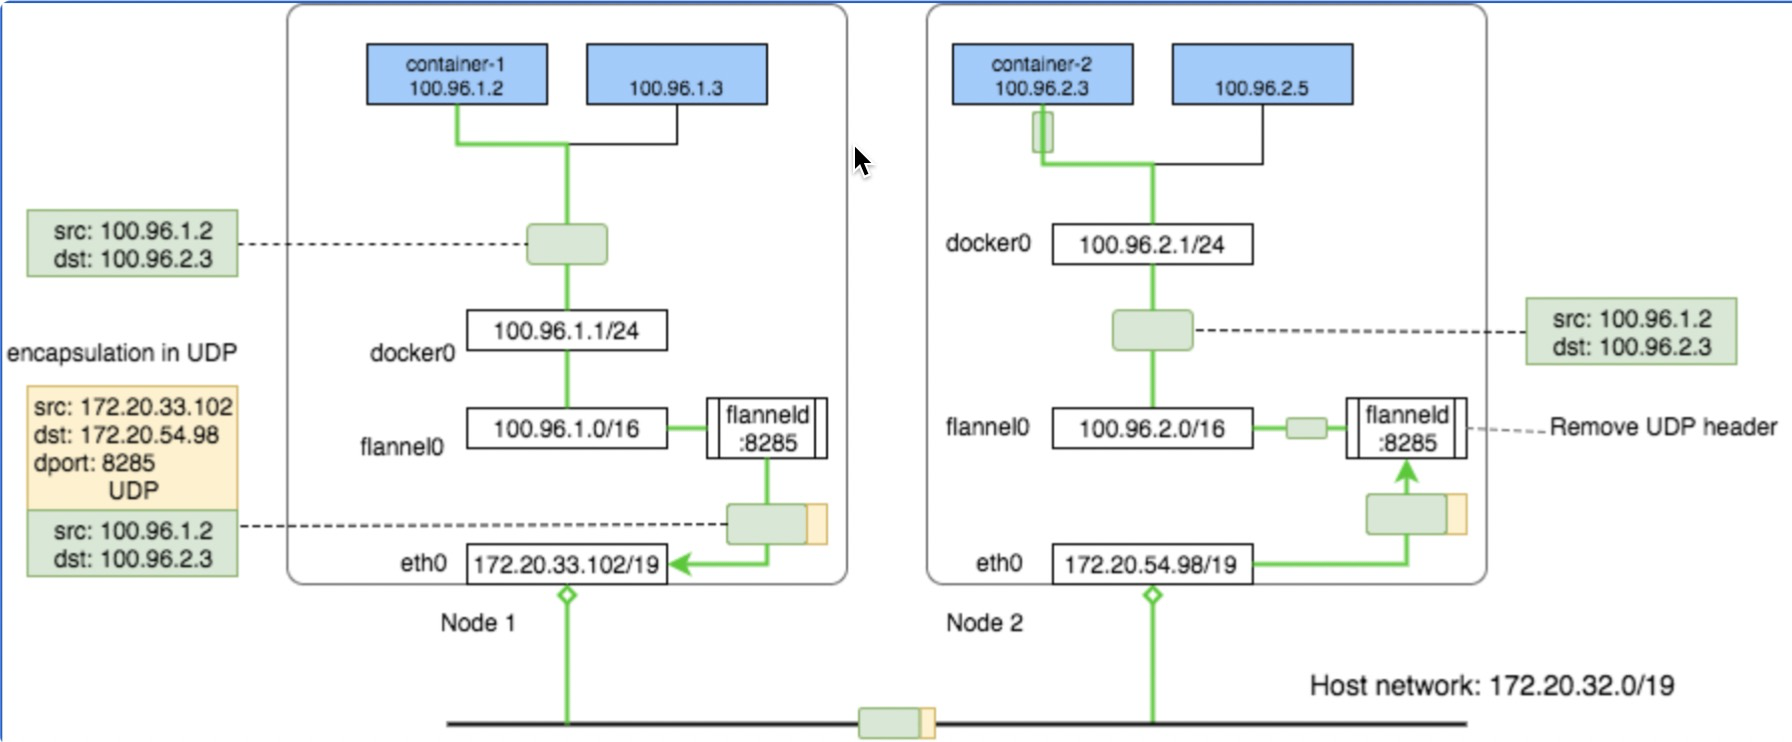 container-1
100.96.1.2
100.96.1.3
container-2
100.96.2.3
100.96.2.5
src: 100.96.1.2
dst: 100.96.2.3
docker0
100.96.2.1/24
100.96.1.1/24
docker0
src: 100.96.1.2
dst: 100.96.2.3
encapsulation in UDP
src: 172.20.33.102
dst: 172.20.54.98
dport: 8285
UDP
src: 100.96.1.2
dst: 100.96.2.3
flannel0
100.96.1.0/16
flanneld
:8285
flannel0
100.96.2.0/16
flanneld
:8285
Remove UDP header
eth0
172.20.33.102/19
eth0
172.20.54.98/19
Node 1
Node 2
Host network: 172.20.32.0/19